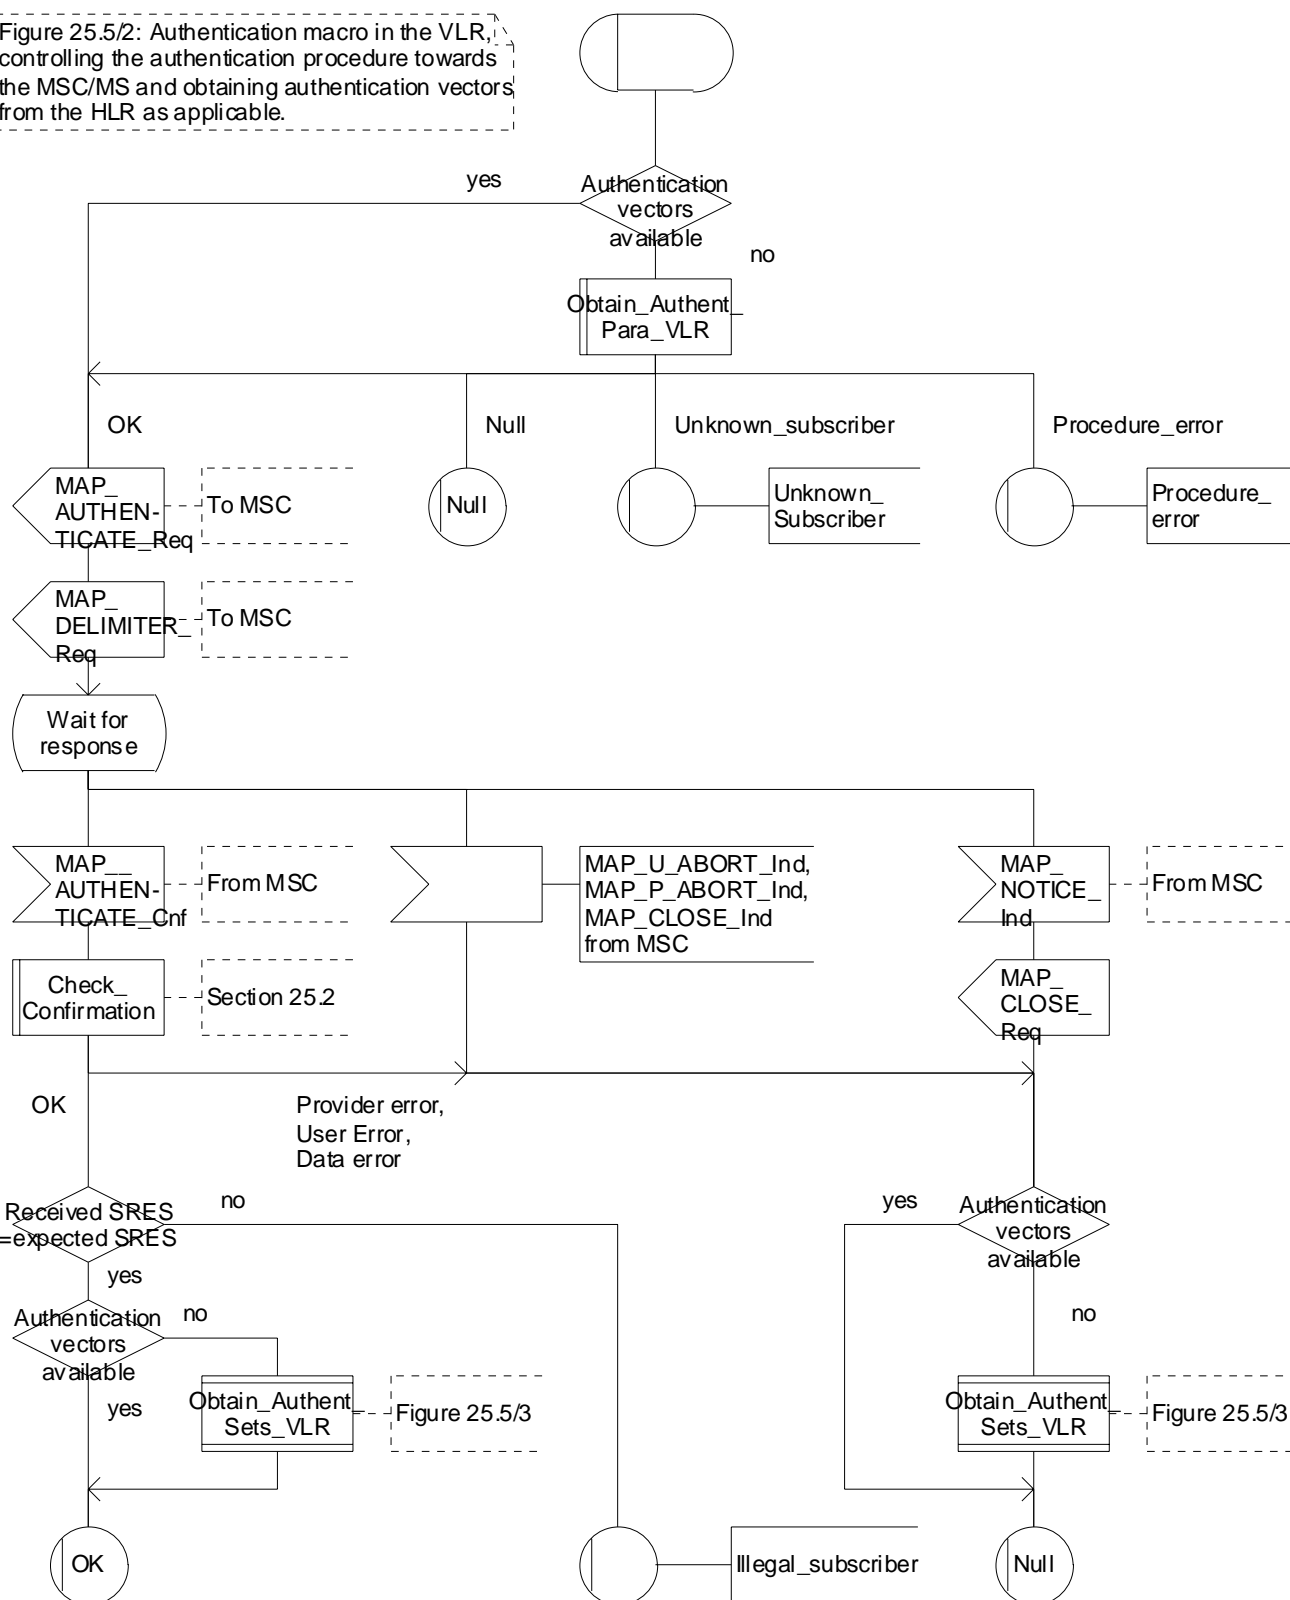 Figure 25.5/2: Authentication macro in the VLR,
controlling the authentication procedure towards
the MSC/MS and obtaining authentication vectors
from the HLR as applicable.
yes
Authentication
vectors
available
no
Obtain_Authent_
Para_VLR
OK
Null
Unknown_subscriber
Procedure_error
MAP_
AUTHEN-
TICATE_Req
To MSC
Null
Unknown_
Subscriber
Procedure_
error
MAP_
DELIMITER_
Req
To MSC
Wait for
response
MAP__
AUTHEN-
TICATE_Cnf
From MSC
MAP_U_ABORT_Ind,
MAP_P_ABORT_Ind,
MAP_CLOSE_Ind
from MSC
MAP_
NOTICE_
Ind
From MSC
Check_
Confirmation
Section 25.2
MAP_
CLOSE_
Req
OK
Provider error,
User Error,
Data error
Received SRES
=expected SRES
no
yes
yes
Authentication
vectors
available
no
Authentication
vectors
available
no
yes
Obtain_Authent_
Sets_VLR
Figure 25.5/3
Obtain_Authent_
Sets_VLR
Figure 25.5/3
OK
Illegal_subscriber
Null